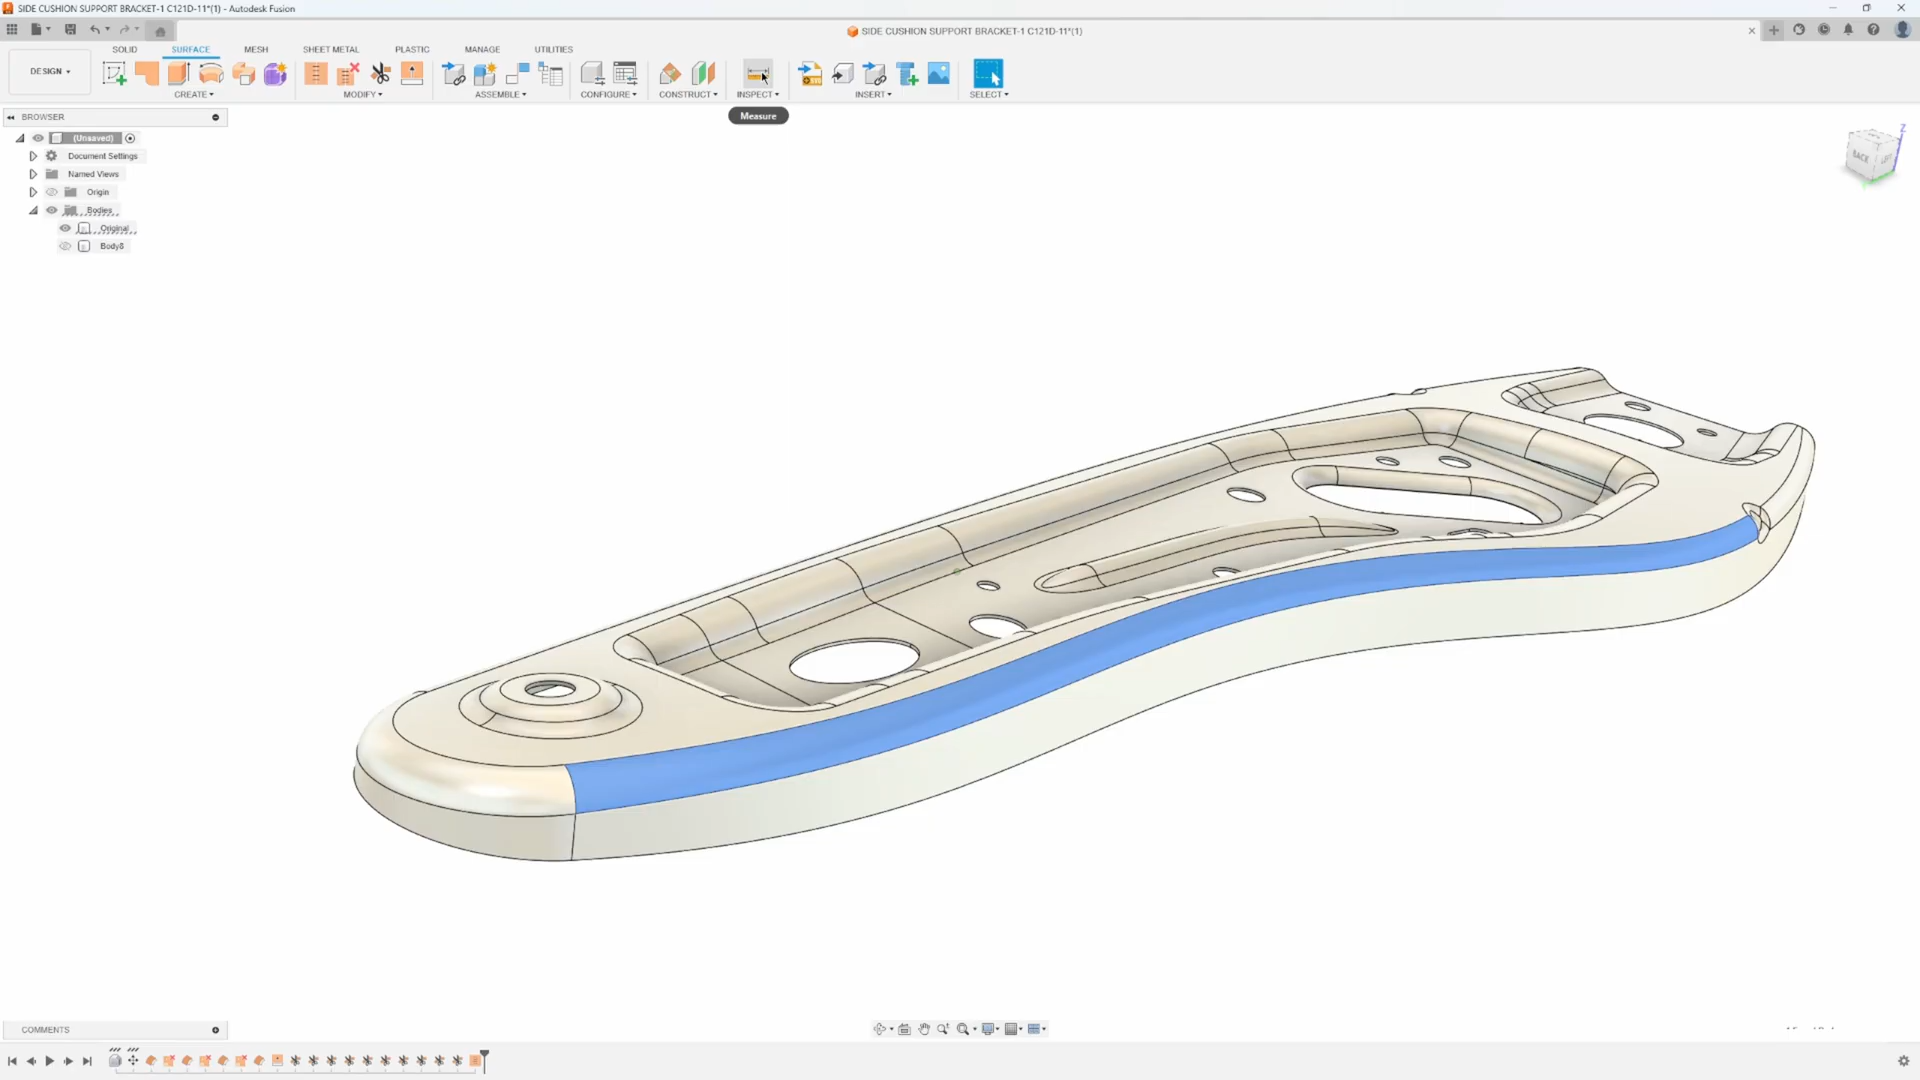 SIDE CUSHION SUPPORT BRACKET-1 C121D-11*(1) - Autodesk Fusion
SIDE CUSHION SUPPORT BRACKET-1 C121D-11*(1)
DESIGN
SOLID SURFACE MESH SHEET METAL PLASTIC MANAGE UTILITIES
CREATE MODIFY ASSEMBLE CONFIGURE CONSTRUCT INSPECT INSERT SELECT
Measure
BROWSER
(Unsaved)
Document Settings
Named Views
Origin
Bodies
Original
Body8
Z
BACK
LEFT
COMMENTS